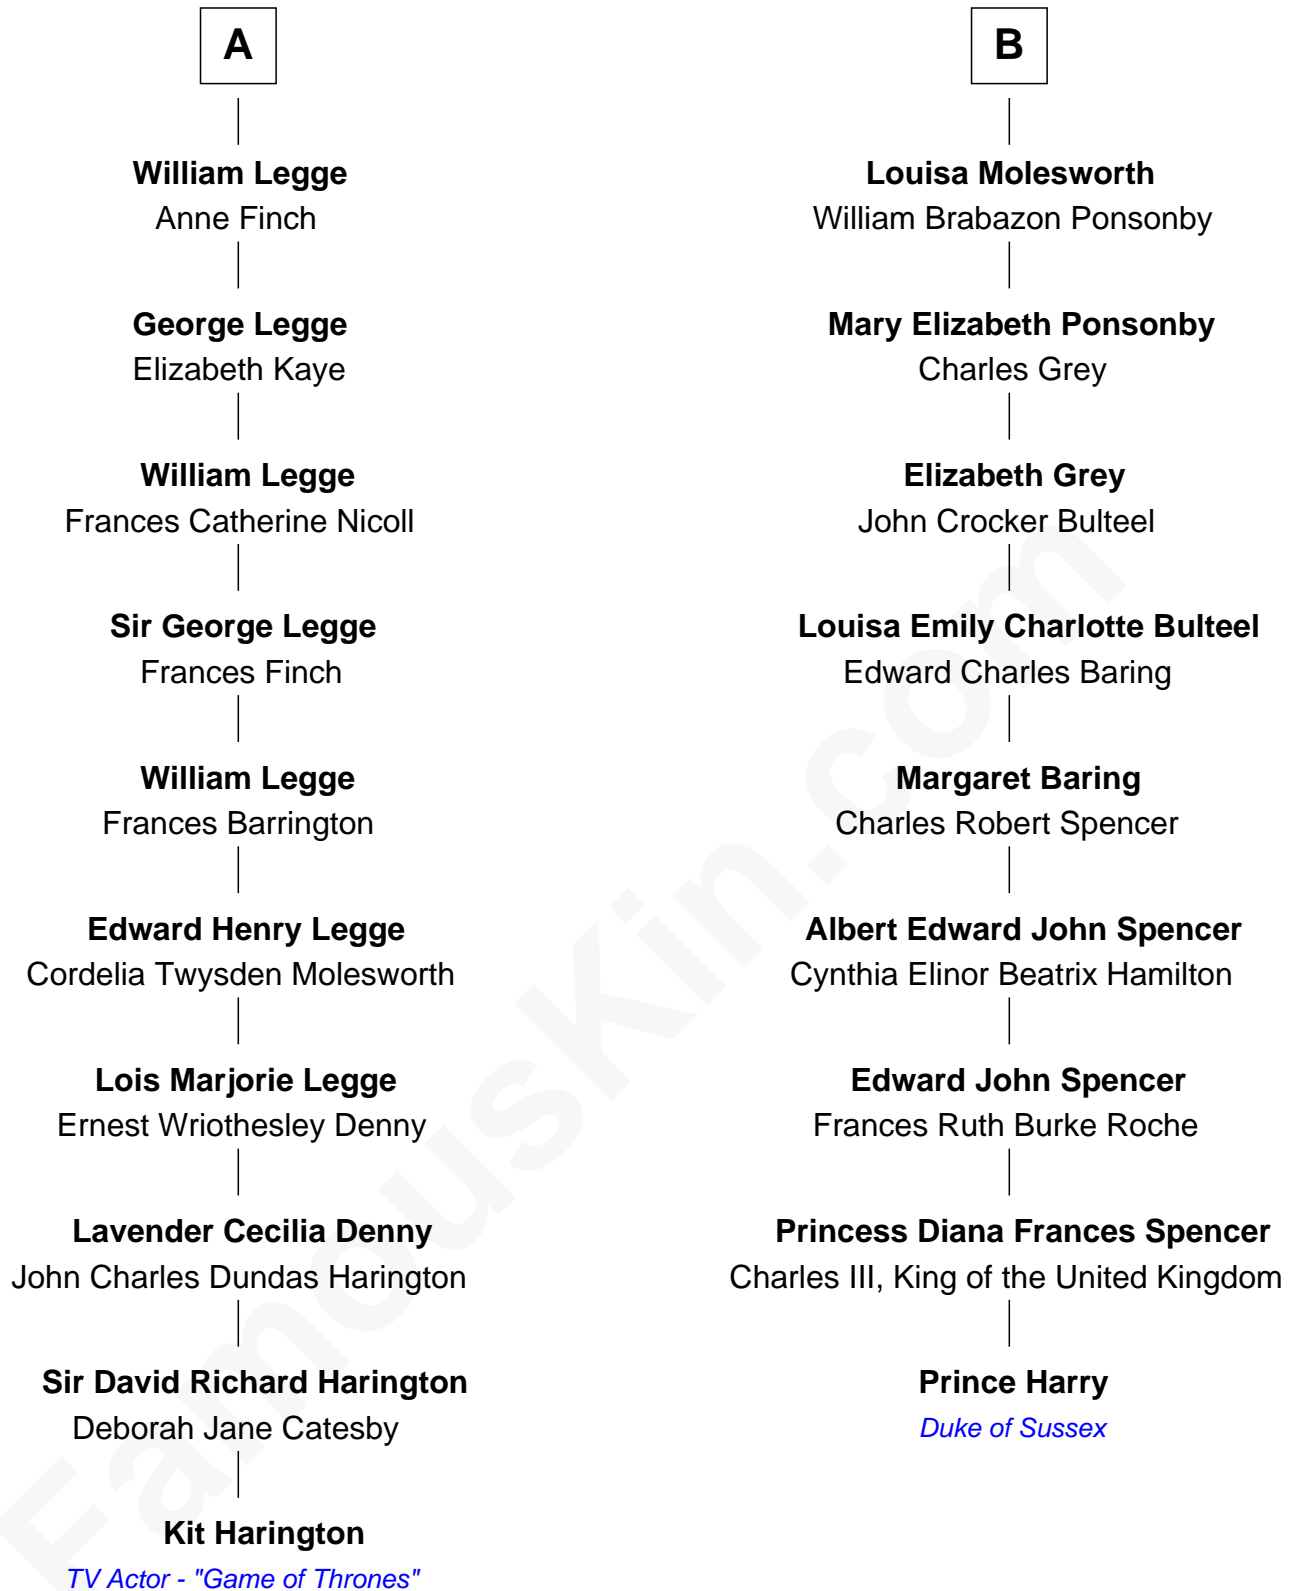 A
William Legge
Anne Finch
George Legge
Elizabeth Kaye
William Legge
Frances Catherine Nicoll
Sir George Legge
Frances Finch
William Legge
Frances Barrington
Edward Henry Legge
Cordelia Twysden Molesworth
Lois Marjorie Legge
Ernest Wriothesley Denny
Lavender Cecilia Denny
John Charles Dundas Harington
Sir David Richard Harington
Deborah Jane Catesby
Kit Harington
TV Actor - "Game of Thrones"
B
Louisa Molesworth
William Brabazon Ponsonby
Mary Elizabeth Ponsonby
Charles Grey
Elizabeth Grey
John Crocker Bulteel
Louisa Emily Charlotte Bulteel
Edward Charles Baring
Margaret Baring
Charles Robert Spencer
Albert Edward John Spencer
Cynthia Elinor Beatrix Hamilton
Edward John Spencer
Frances Ruth Burke Roche
Princess Diana Frances Spencer
Charles III, King of the United Kingdom
Prince Harry
Duke of Sussex
FamousKin.com